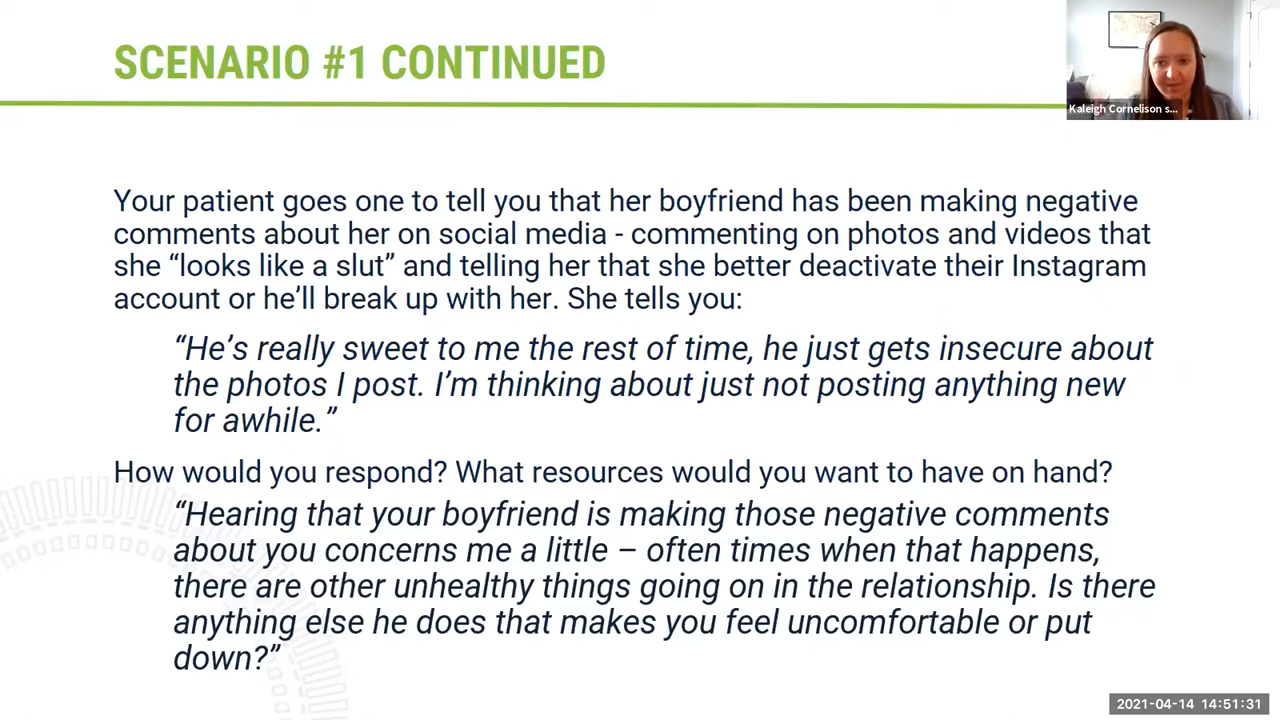 SCENARIO #1 CONTINUED
Kaleigh Cornelison s...
Your patient goes one to tell you that her boyfriend has been making negative
comments about her on social media - commenting on photos and videos that
she “looks like a slut” and telling her that she better deactivate their Instagram
account or he’ll break up with her. She tells you:
“He’s really sweet to me the rest of time, he just gets insecure about
the photos I post. I’m thinking about just not posting anything new
for awhile.”
How would you respond? What resources would you want to have on hand?
“Hearing that your boyfriend is making those negative comments
about you concerns me a little – often times when that happens,
there are other unhealthy things going on in the relationship. Is there
anything else he does that makes you feel uncomfortable or put
down?”
2021-04-14 14:51:31